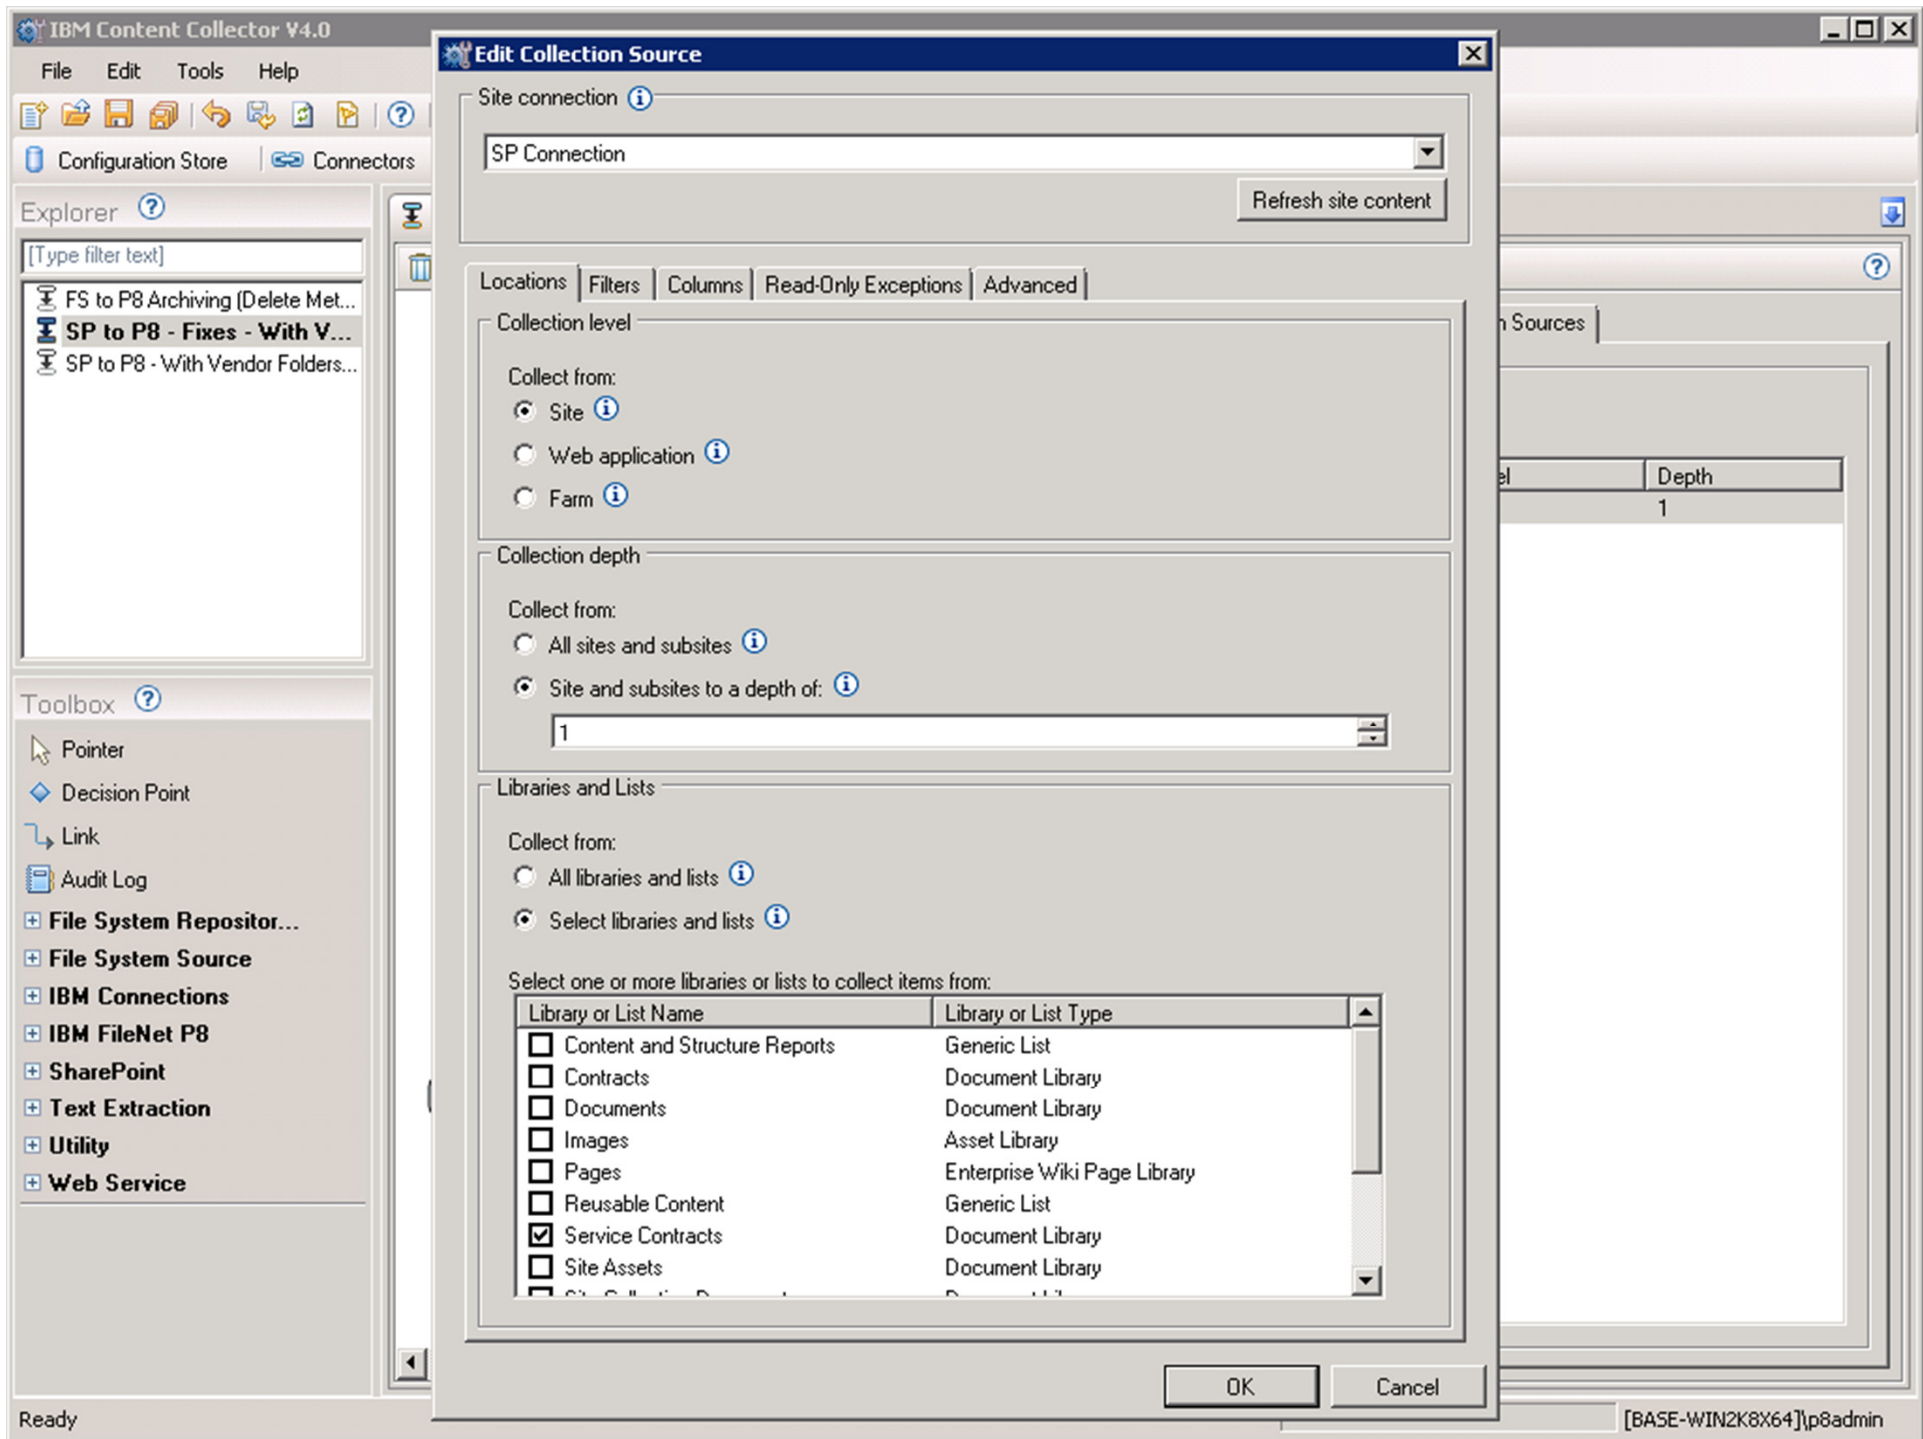 IBM Content Collector V4.0
File Edit Tools Help
Configuration Store Connectors
Explorer
[Type filter text]
FS to P8 Archiving (Delete Met...
SP to P8 - Fixes - With V...
SP to P8 - With Vendor Folders...
Toolbox
Pointer
Decision Point
Link
Audit Log
File System Repositor...
File System Source
IBM Connections
IBM FileNet P8
SharePoint
Text Extraction
Utility
Web Service
Edit Collection Source
Site connection
SP Connection
Refresh site content
Locations Filters Columns Read-Only Exceptions Advanced
Collection level
Collect from:
Site
Web application
Farm
Collection depth
Collect from:
All sites and subsites
Site and subsites to a depth of:
1
Libraries and Lists
Collect from:
All libraries and lists
Select libraries and lists
Select one or more libraries or lists to collect items from:
Library or List Name Library or List Type
Content and Structure Reports Generic List
Contracts Document Library
Documents Document Library
Images Asset Library
Pages Enterprise Wiki Page Library
Reusable Content Generic List
Service Contracts Document Library
Site Assets Document Library
OK Cancel
Sources
Depth
1
Ready
[BASE-WIN2K8X64]\p8admin